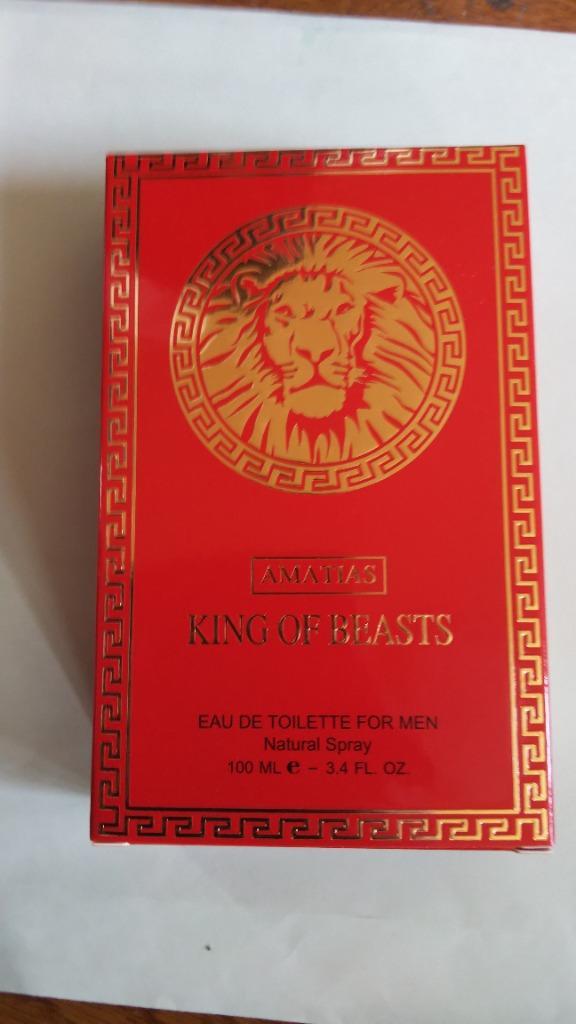 AMATIAS
KING OF BEASTS
EAU DE TOILETTE FOR MEN
Natural Spray
100 ML ℮ – 3.4 FL. OZ.